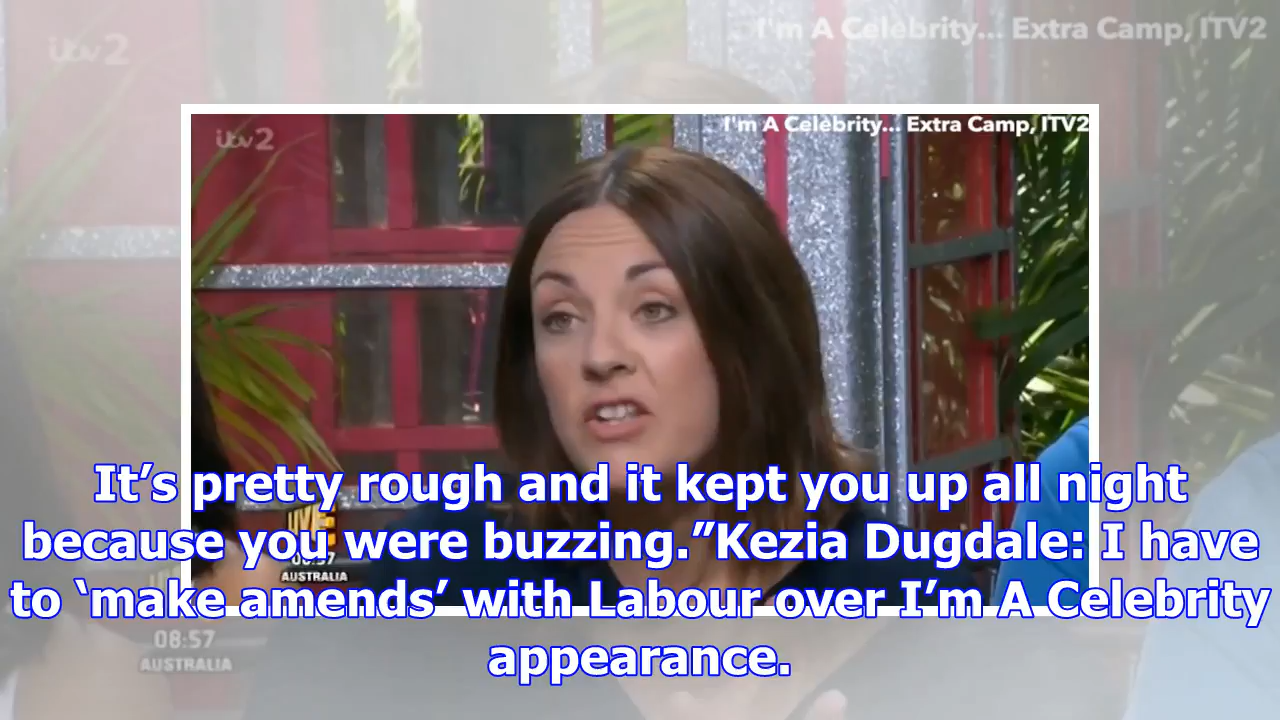 itv2
I'm A Celebrity... Extra Camp, ITV2
itv2
I'm A Celebrity... Extra Camp, ITV2
It’s pretty rough and it kept you up all night
because you were buzzing.”Kezia Dugdale: I have
to ‘make amends’ with Labour over I’m A Celebrity
appearance.
LIVE
08:57
AUSTRALIA
08:57
AUSTRALIA